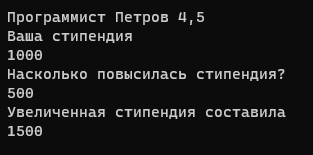 Программист Петров 4,5
Ваша стипендия
1000
Насколько повысилась стипендия?
500
Увеличенная стипендия составила
1500